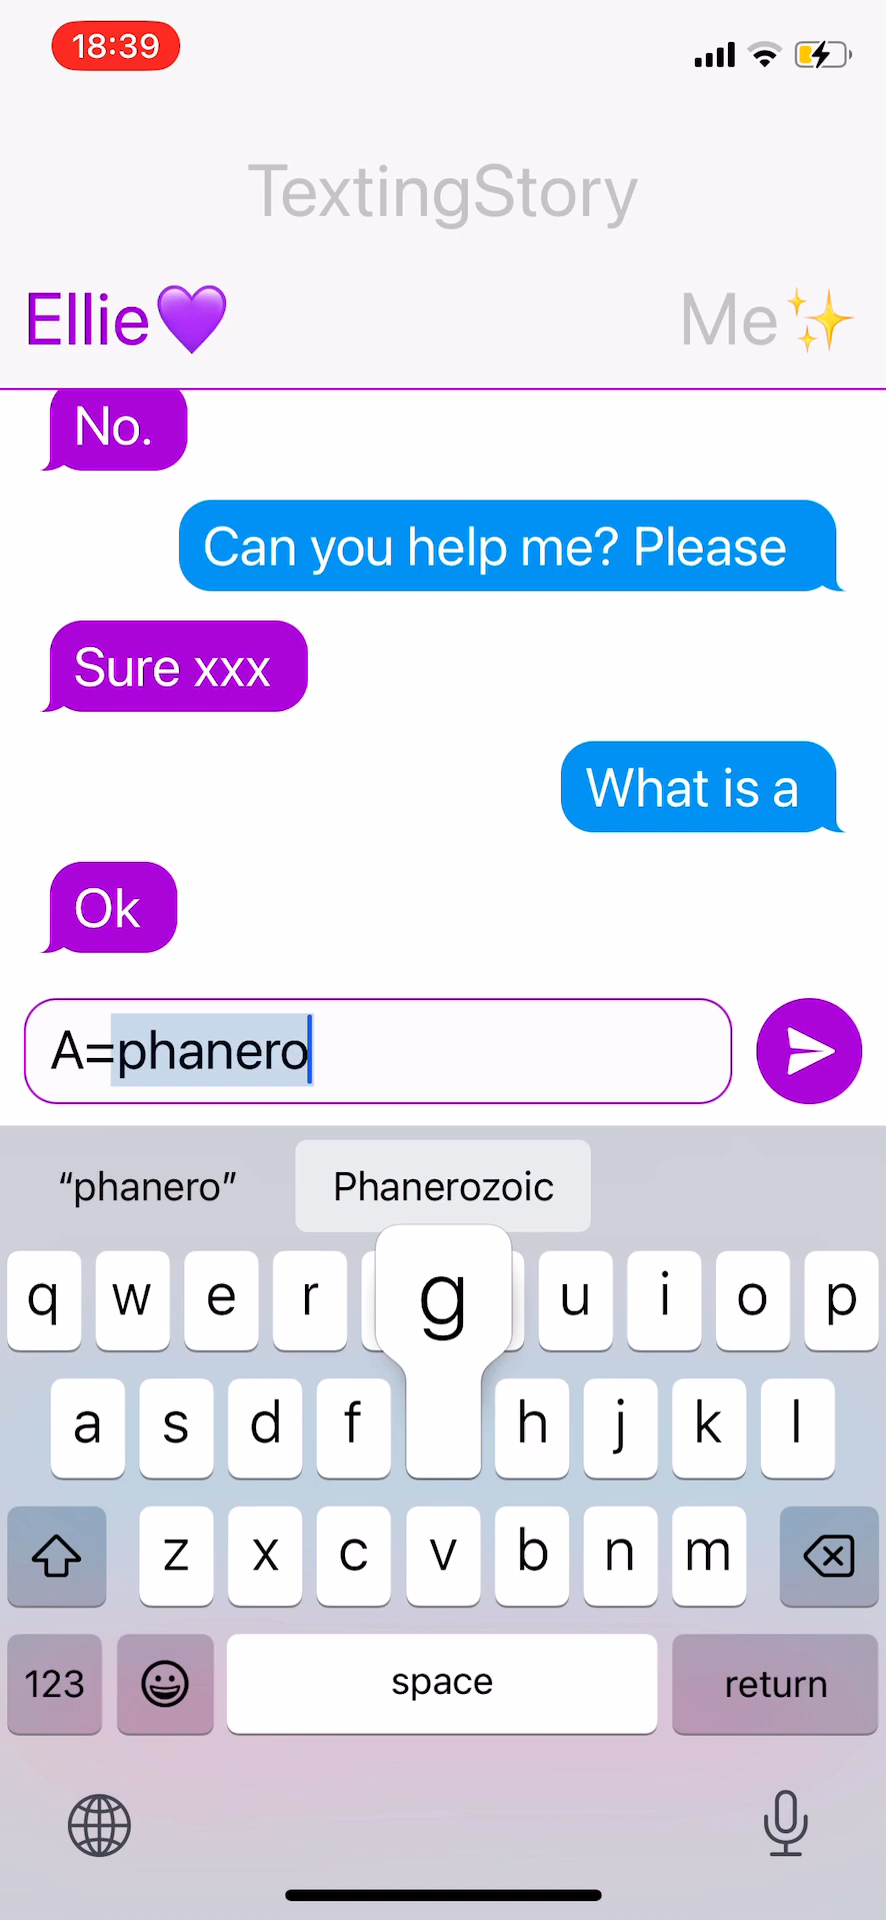 18:39
TextingStory
Ellie💜 Me✨
No.
Can you help me? Please
Sure xxx
What is a
Ok
A=phanero
“phanero” Phanerozoic
q w e r g u i o p
a s d f h j k l
z x c v b n m
123 space return